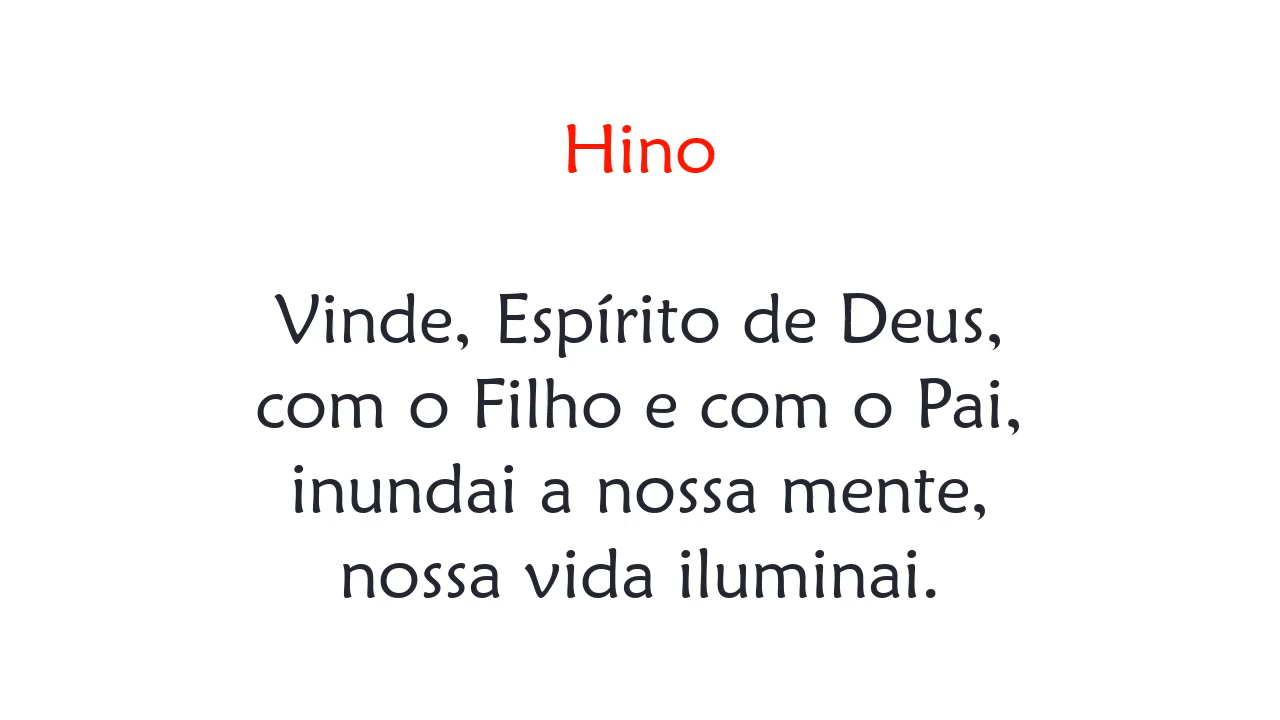 Hino
Vinde, Espírito de Deus,
com o Filho e com o Pai,
inundai a nossa mente,
nossa vida iluminai.